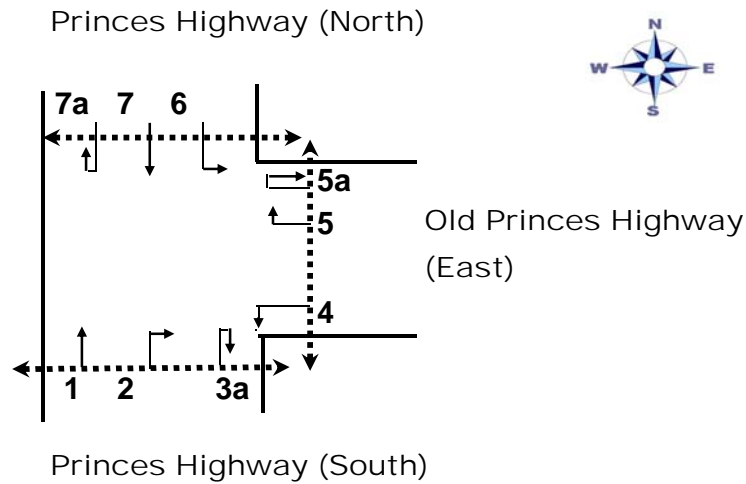 Princes Highway (North)
N
W E
S
7a 7 6
5a
5
Old Princes Highway
(East)
4
1 2 3a
Princes Highway (South)